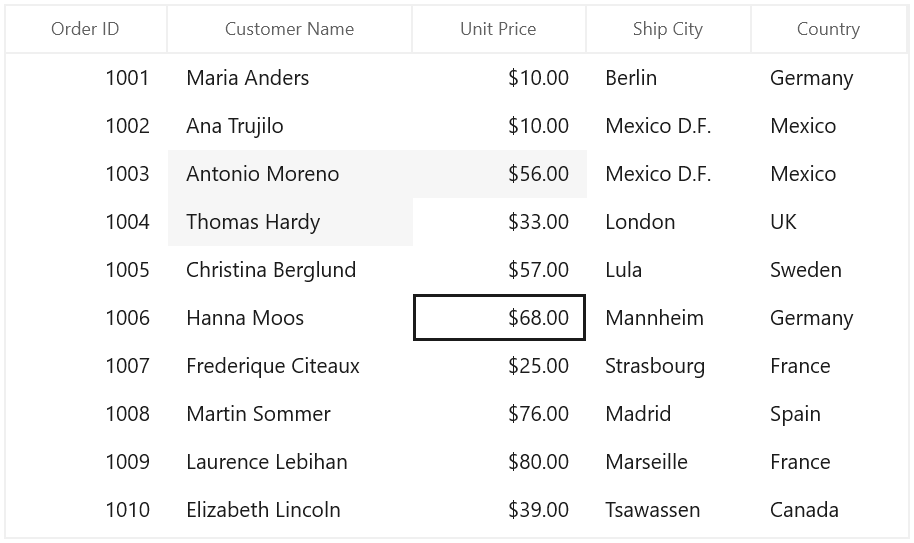 Order ID Customer Name Unit Price Ship City Country
1001 Maria Anders $10.00 Berlin Germany
1002 Ana Trujilo $10.00 Mexico D.F. Mexico
1003 Antonio Moreno $56.00 Mexico D.F. Mexico
1004 Thomas Hardy $33.00 London UK
1005 Christina Berglund $57.00 Lula Sweden
1006 Hanna Moos $68.00 Mannheim Germany
1007 Frederique Citeaux $25.00 Strasbourg France
1008 Martin Sommer $76.00 Madrid Spain
1009 Laurence Lebihan $80.00 Marseille France
1010 Elizabeth Lincoln $39.00 Tsawassen Canada